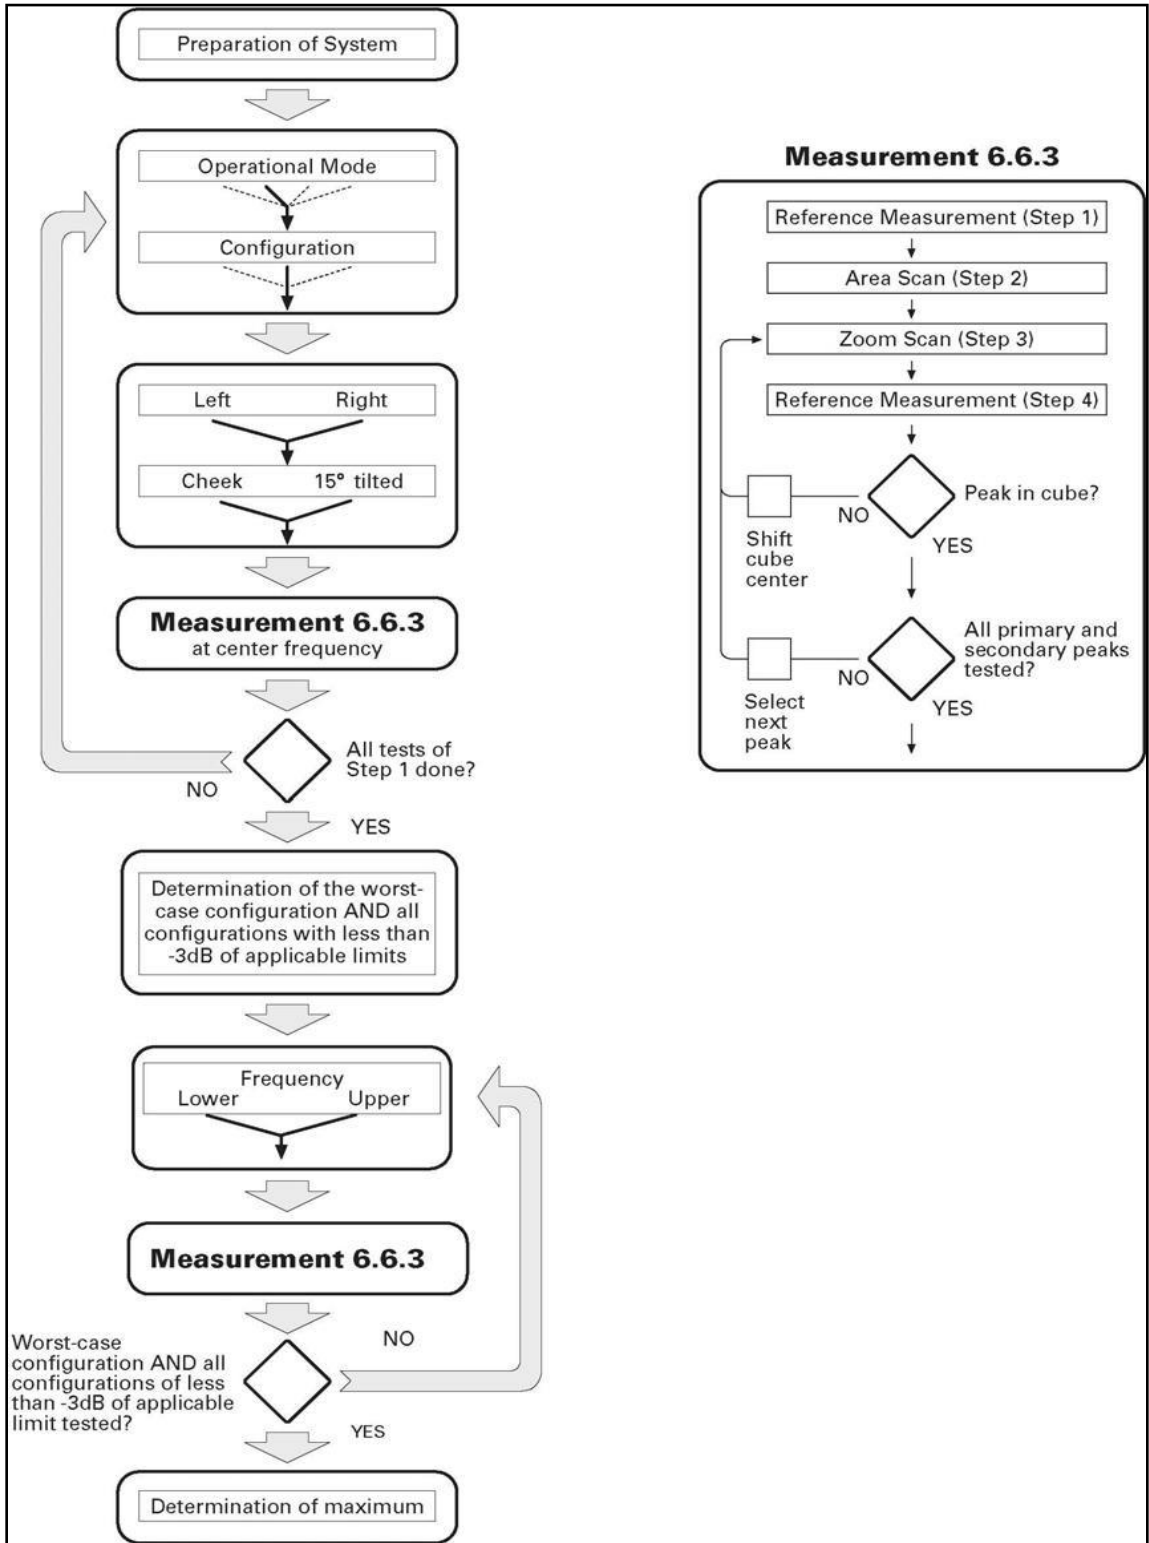 Preparation of System
Operational Mode
Configuration
Left Right
Cheek 15° tilted
Measurement 6.6.3
at center frequency
All tests of
Step 1 done?
NO
YES
Determination of the worst-
case configuration AND all
configurations with less than
-3dB of applicable limits
Frequency
Lower Upper
Measurement 6.6.3
NO
Worst-case
configuration AND all
configurations of less
than -3dB of applicable
limit tested?
YES
Determination of maximum
Measurement 6.6.3
Reference Measurement (Step 1)
Area Scan (Step 2)
Zoom Scan (Step 3)
Reference Measurement (Step 4)
Peak in cube?
NO
Shift
cube
center
YES
All primary and
secondary peaks
tested?
NO
Select
next
peak
YES